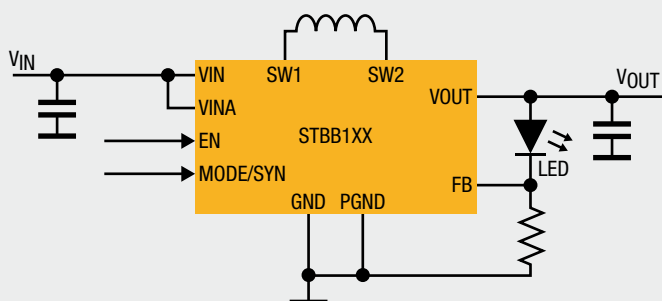 VIN
SW1
SW2
VIN
VINA
VOUT
VOUT
STBB1XX
EN
MODE/SYN
LED
FB
GND
PGND